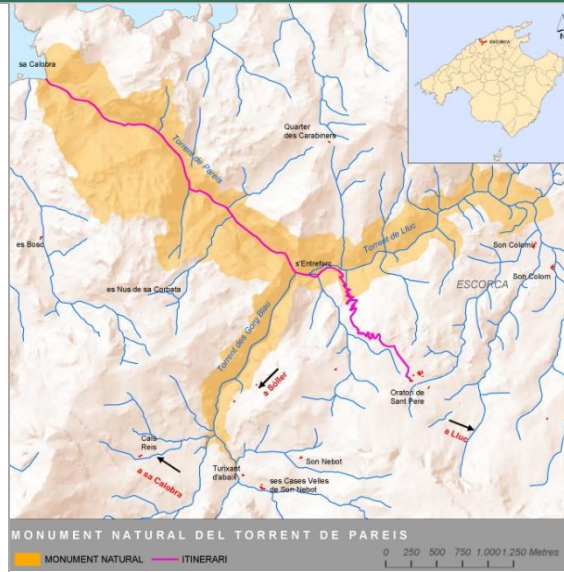 ESCORCA
N
sa Calobra
Quarter
des Carabiners
Torrent de Pareis
Torrent de Lluc
Son Colomí
es Bosc
s'Entreforc
Son Colom
es Nus de sa Corbata
ESCORCA
Torrent des Gorg Blau
a Sóller
Oratori de
Sant Pere
a Lluc
Cals
Reis
a sa Calobra
Turixant
d'abaix
Son Nebot
ses Cases Velles
de Son Nebot
MONUMENT NATURAL DEL TORRENT DE PAREIS
MONUMENT NATURAL
ITINERARI
0 250 500 750 1.000 1.250 Metres